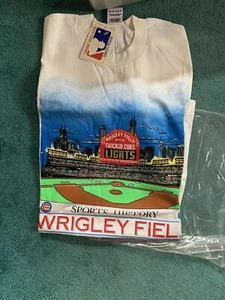 WRIGLEY FIELD
CHICAGO CUBS
LIGHTS
SPORTS HISTORY
WRIGLEY FIEL